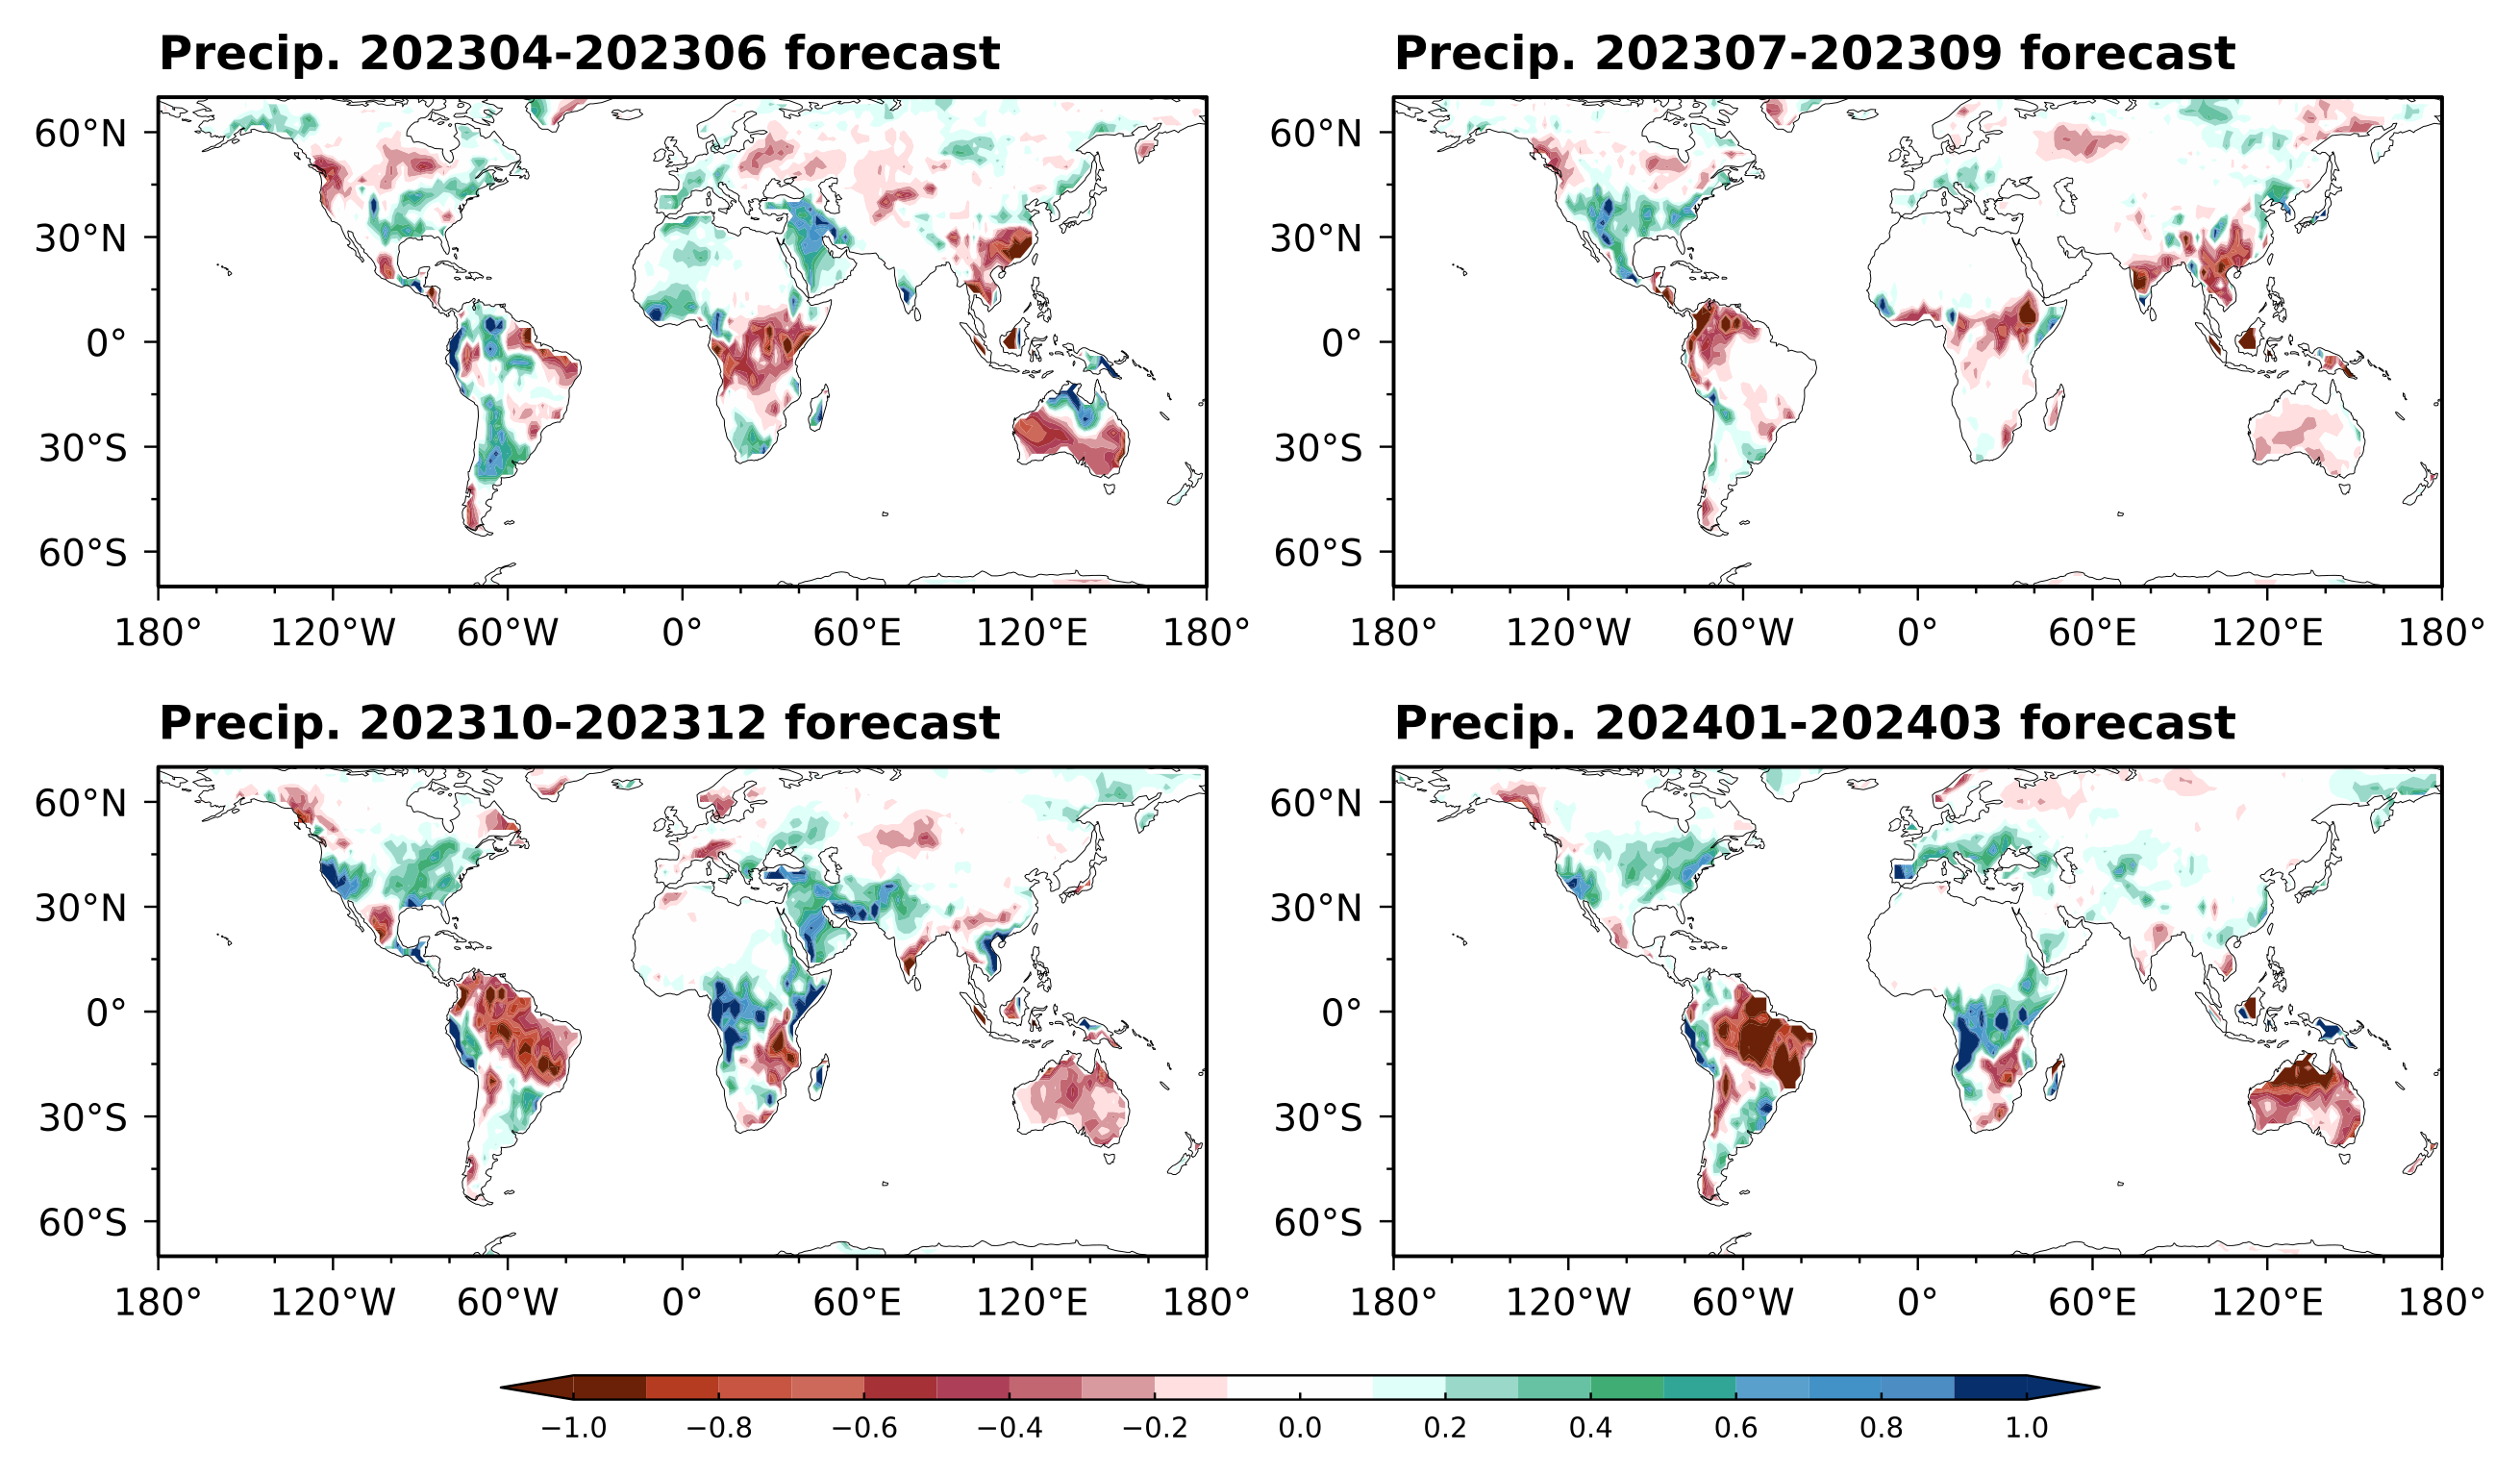 Precip. 202304-202306 forecast
Precip. 202307-202309 forecast
60°N
30°N
0°
30°S
60°S
180° 120°W 60°W 0° 60°E 120°E 180°
60°N
30°N
0°
30°S
60°S
180° 120°W 60°W 0° 60°E 120°E 180°
Precip. 202310-202312 forecast
Precip. 202401-202403 forecast
60°N
30°N
0°
30°S
60°S
180° 120°W 60°W 0° 60°E 120°E 180°
60°N
30°N
0°
30°S
60°S
180° 120°W 60°W 0° 60°E 120°E 180°
−1.0 −0.8 −0.6 −0.4 −0.2 0.0 0.2 0.4 0.6 0.8 1.0